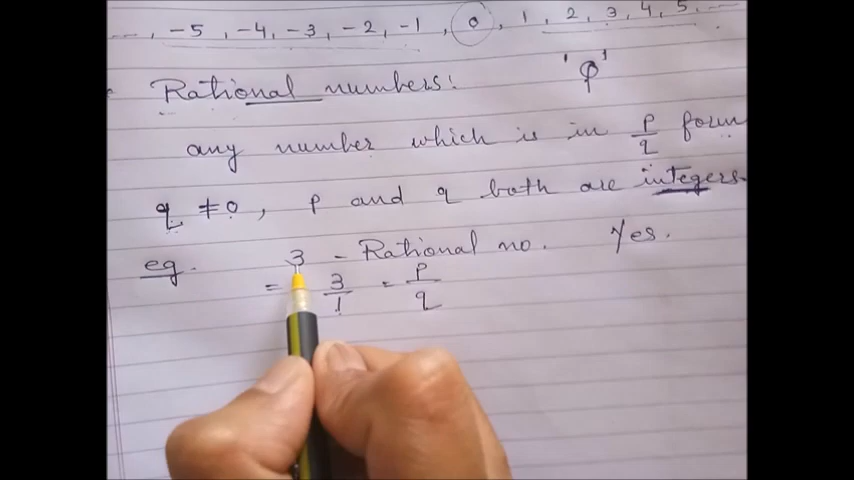 ..., -5, -4, -3, -2, -1, 0, 1, 2, 3, 4, 5, ...
Rational numbers: 'φ'
any number which is in p/q form
q ≠ 0, p and q both are integers.
eg. 3 - Rational no. Yes.
= 3/1 = p/q